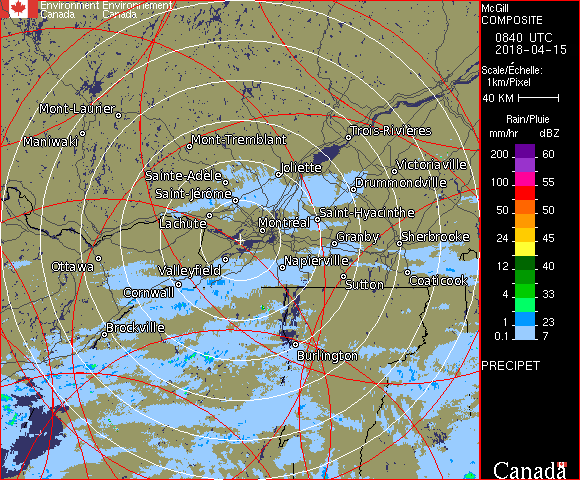 Environment Environnement
Canada Canada
McGill
COMPOSITE
0840 UTC
2018-04-15
Scale/Échelle:
1km/Pixel
40 KM
Rain/Pluie
mm/hr dBZ
200 60
100 55
50 50
24 45
12 40
4 33
1 23
0.1 7
PRECIPET
Canada
Mont-Laurier
Maniwaki
Mont-Tremblant
Trois-Rivières
Sainte-Adèle
Joliette
Victoriaville
Saint-Jérôme
Drummondville
Lachute
Montréal
Saint-Hyacinthe
Granby
Sherbrooke
Ottawa
Valleyfield
Napierville
Cornwall
Sutton
Coaticook
Brockville
Burlington